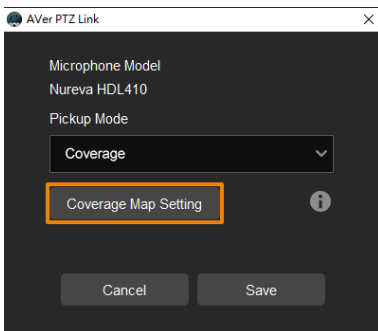 AVer PTZ Link
Microphone Model
Nureva HDL410
Pickup Mode
Coverage
Coverage Map Setting
Cancel Save